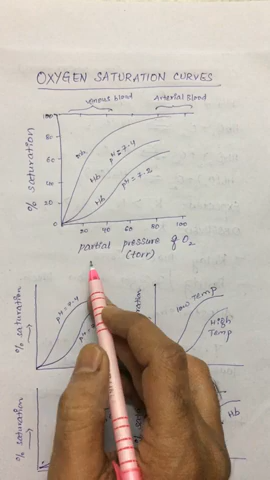 OXYGEN SATURATION CURVES
venous blood
Arterial Blood
% saturation
100
80
60
40
20
0
Mb
Hb
pH=7.4
Hb
pH=7.2
20 40 60 80 100
partial pressure of O2
(torr)
% saturation
pH=7.4
low Temp
High
Temp
% saturation
Hb